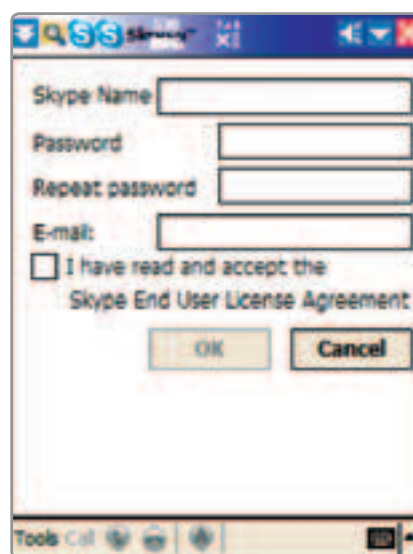 Skype Name
Password
Repeat password
E-mail:
I have read and accept the
Skype End User License Agreement
OK Cancel
Tools Call